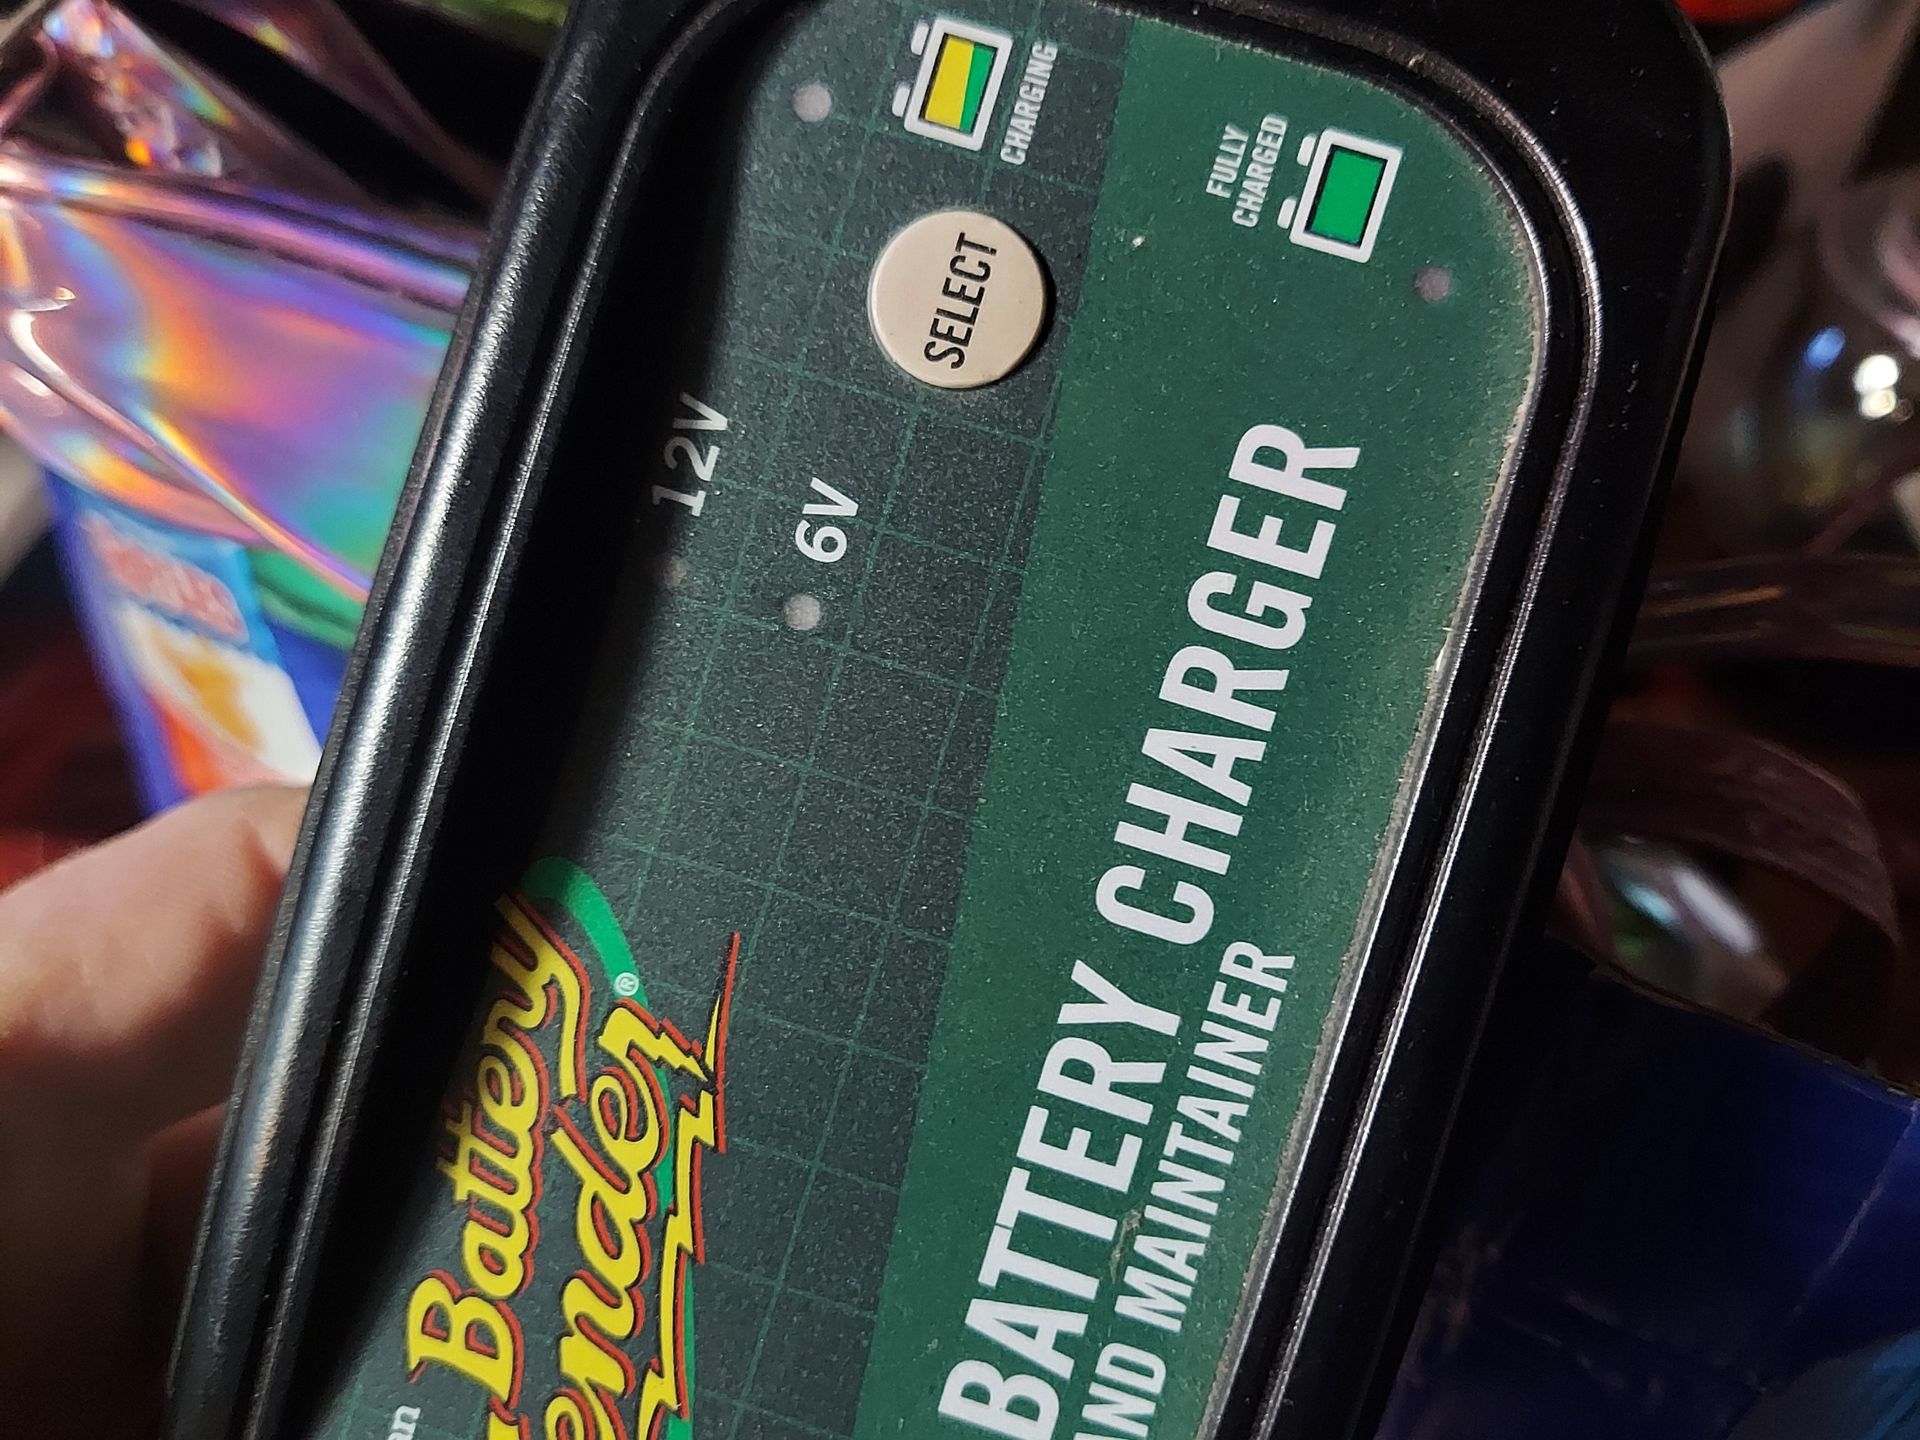 Battery
Tender®
12V
6V
CHARGING
SELECT
FULLY
CHARGED
BATTERY CHARGER
AND MAINTAINER